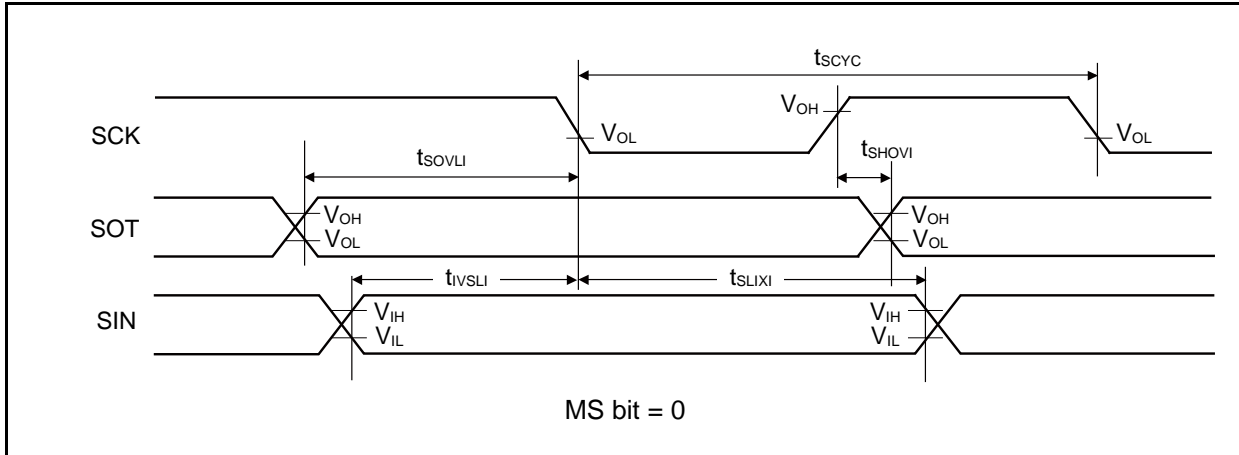 tSCYC
SCK
VOH
VOL
VOL
tSOVLI
tSHOVI
SOT
VOH
VOL
VOH
VOL
tIVSLI
tSLIXI
SIN
VIH
VIL
VIH
VIL
MS bit = 0